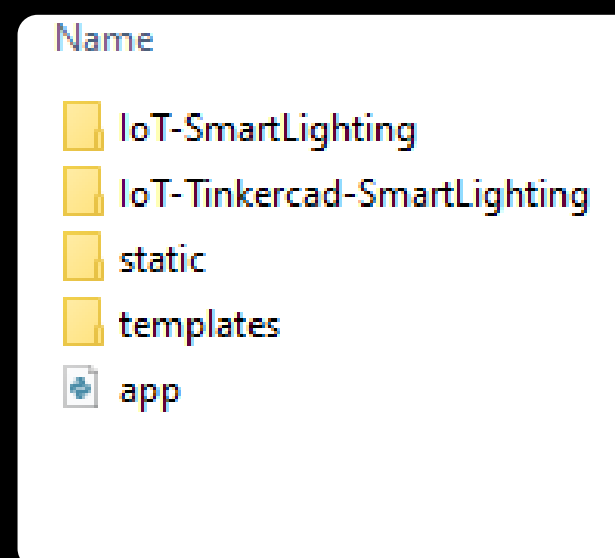 Name
IoT-SmartLighting
IoT-Tinkercad-SmartLighting
static
templates
app